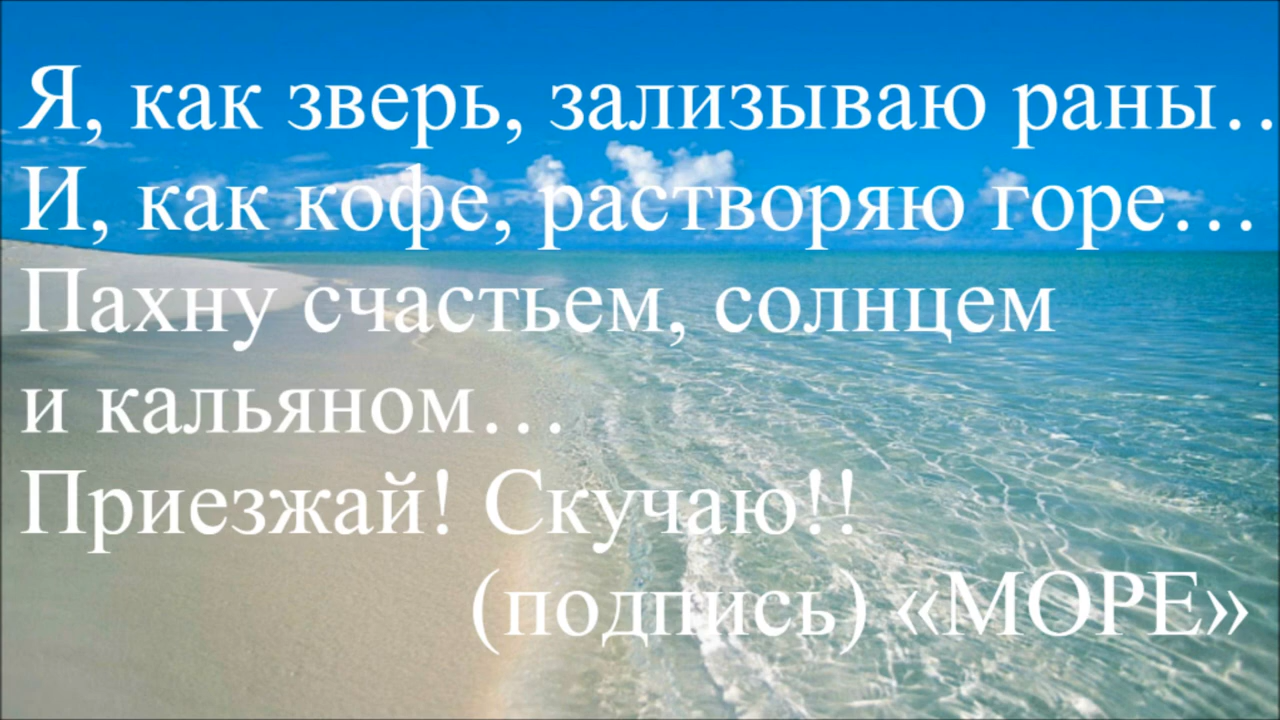 Я, как зверь, зализываю раны..
И, как кофе, растворяю горе…
Пахну счастьем, солнцем
и кальяном…
Приезжай! Скучаю!!
(подпись) «МОРЕ»